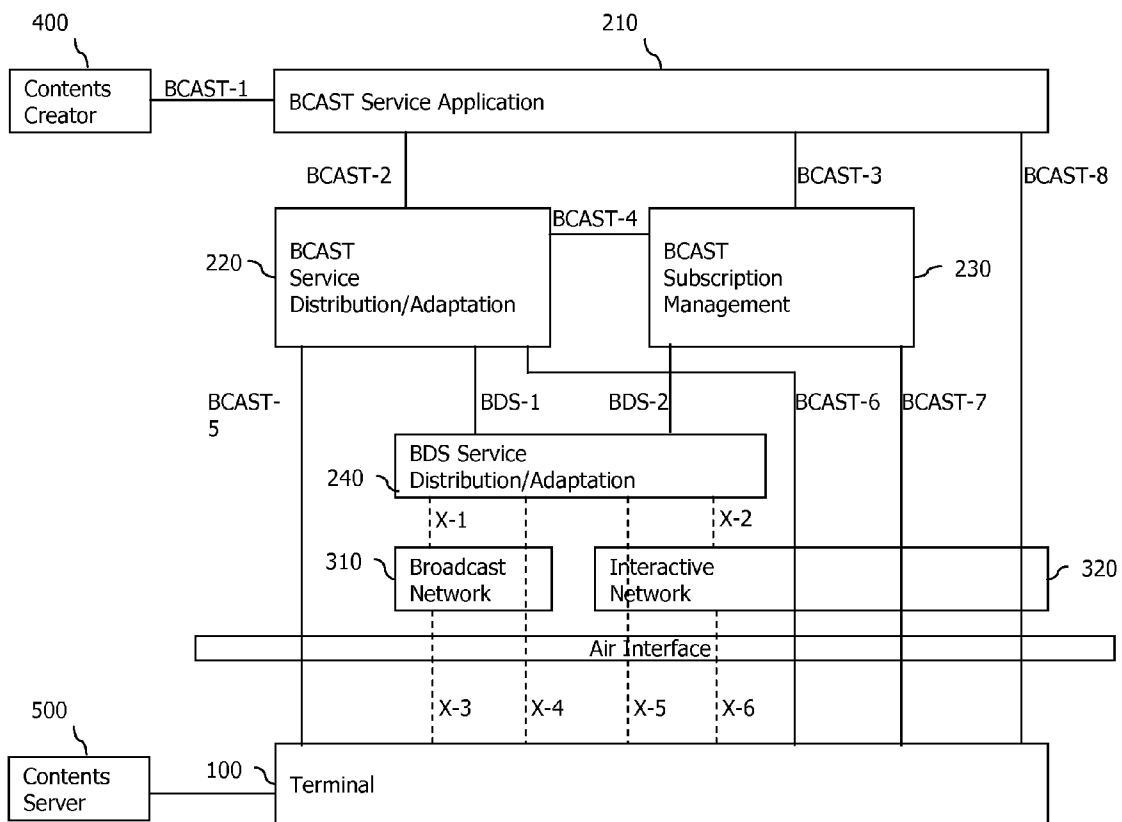 400
210
Contents
Creator
BCAST-1
BCAST Service Application
BCAST-2
BCAST-3
BCAST-8
220
BCAST
Service
Distribution/Adaptation
BCAST-4
BCAST
Subscription
Management
230
BCAST-
5
BDS-1
BDS-2
BCAST-6
BCAST-7
240
BDS Service
Distribution/Adaptation
X-1
X-2
310
Broadcast
Network
Interactive
Network
320
Air Interface
X-3
X-4
X-5
X-6
500
Contents
Server
100
Terminal